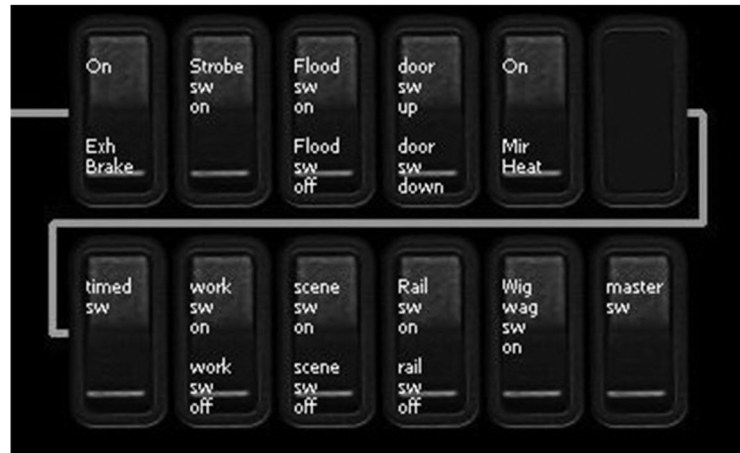 On
Exh
Brake
Strobe
sw
on
Flood
sw
on
Flood
sw
off
door
sw
up
door
sw
down
On
Mir
Heat
timed
sw
work
sw
on
work
sw
off
scene
sw
on
scene
sw
off
Rail
sw
on
rail
sw
off
Wig
wag
sw
on
master
sw